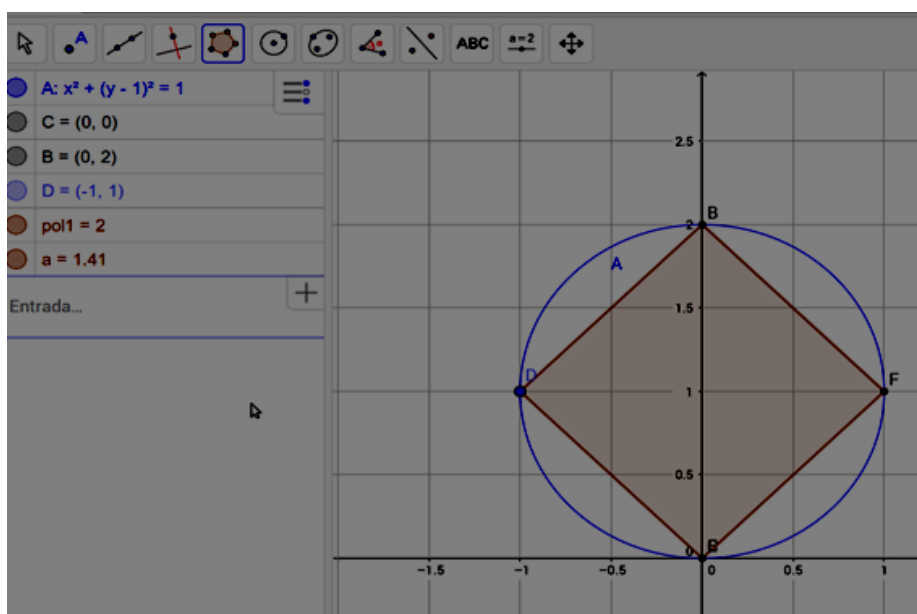 A
ABC
a=2
A: x² + (y - 1)² = 1
C = (0, 0)
B = (0, 2)
D = (-1, 1)
pol1 = 2
a = 1.41
Entrada...
2.5
2
B
A
1.5
D
1
F
0.5
0
B
-1.5
-1
-0.5
0
0.5
1